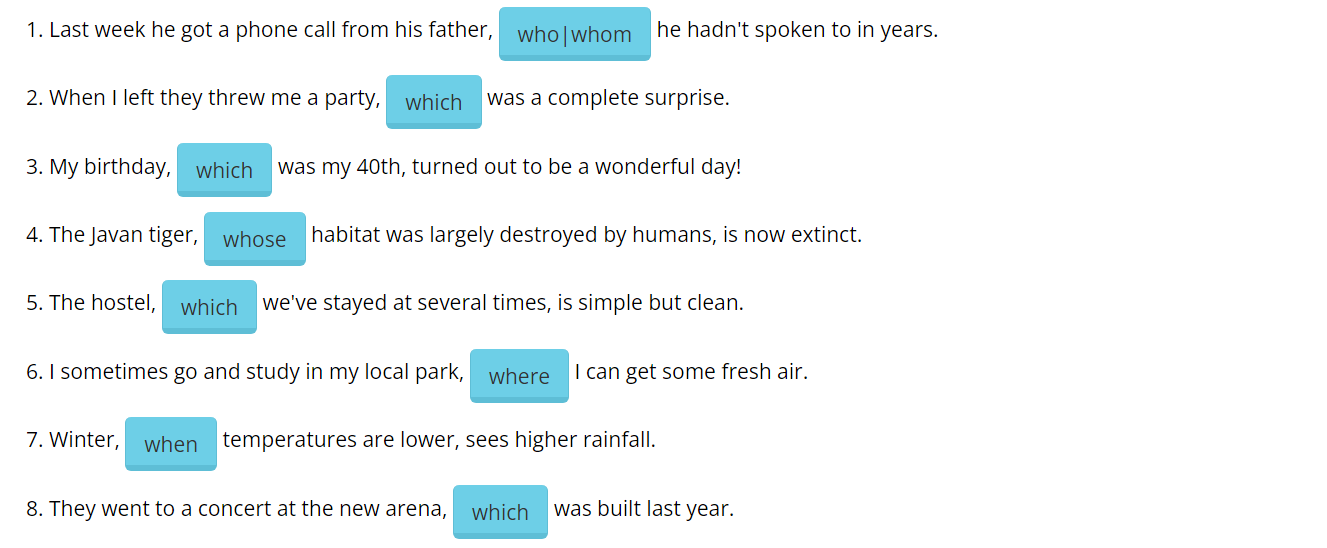 1. Last week he got a phone call from his father, who|whom he hadn't spoken to in years.
2. When I left they threw me a party, which was a complete surprise.
3. My birthday, which was my 40th, turned out to be a wonderful day!
4. The Javan tiger, whose habitat was largely destroyed by humans, is now extinct.
5. The hostel, which we've stayed at several times, is simple but clean.
6. I sometimes go and study in my local park, where I can get some fresh air.
7. Winter, when temperatures are lower, sees higher rainfall.
8. They went to a concert at the new arena, which was built last year.